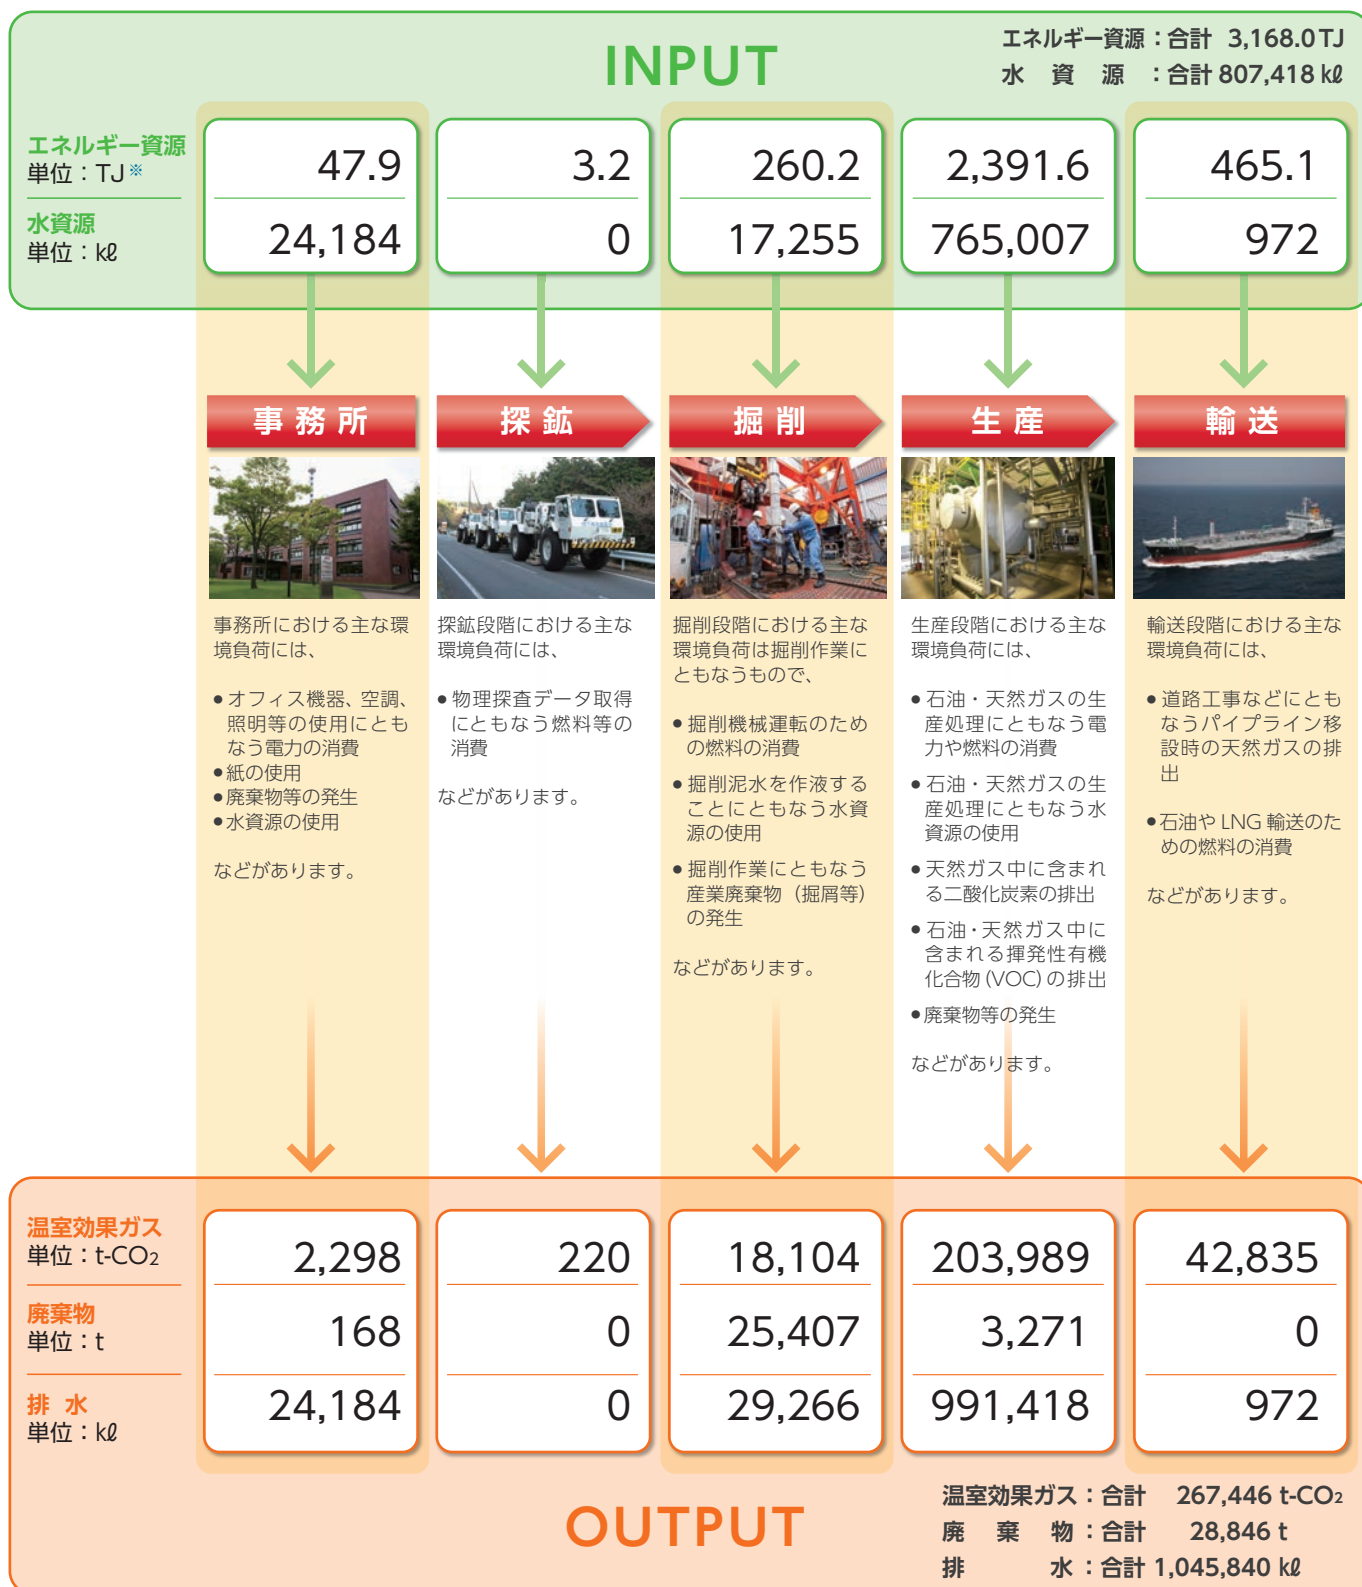 INPUT
エネルギー資源：合計 3,168.0TJ
水資源：合計 807,418 kℓ
エネルギー資源
単位：TJ※
47.9
3.2
260.2
2,391.6
465.1
水資源
単位：kℓ
24,184
0
17,255
765,007
972
事務所
探鉱
掘削
生産
輸送
事務所における主な環
境負荷には、
●オフィス機器、空調、
照明等の使用にとも
なう電力の消費
●紙の使用
●廃棄物等の発生
●水資源の使用
などがあります。
探鉱段階における主な
環境負荷には、
●物理探査データ取得
にともなう燃料等の
消費
などがあります。
掘削段階における主な
環境負荷は掘削作業に
ともなうもので、
●掘削機械運転のため
の燃料の消費
●掘削泥水を作液する
ことにともなう水資
源の使用
●掘削作業にともなう
産業廃棄物（掘屑等）
の発生
などがあります。
生産段階における主な
環境負荷には、
●石油・天然ガスの生
産処理にともなう電
力や燃料の消費
●石油・天然ガスの生
産処理にともなう水
資源の使用
●天然ガス中に含まれ
る二酸化炭素の排出
●石油・天然ガス中に
含まれる揮発性有機
化合物(VOC)の排出
●廃棄物等の発生
などがあります。
輸送段階における主な
環境負荷には、
●道路工事などにとも
なうパイプライン移
設時の天然ガスの排
出
●石油やLNG輸送のた
めの燃料の消費
などがあります。
温室効果ガス
単位：t-CO2
2,298
220
18,104
203,989
42,835
廃棄物
単位：t
168
0
25,407
3,271
0
排水
単位：kℓ
24,184
0
29,266
991,418
972
OUTPUT
温室効果ガス：合計 267,446 t-CO2
廃棄物：合計 28,846 t
排水：合計 1,045,840 kℓ